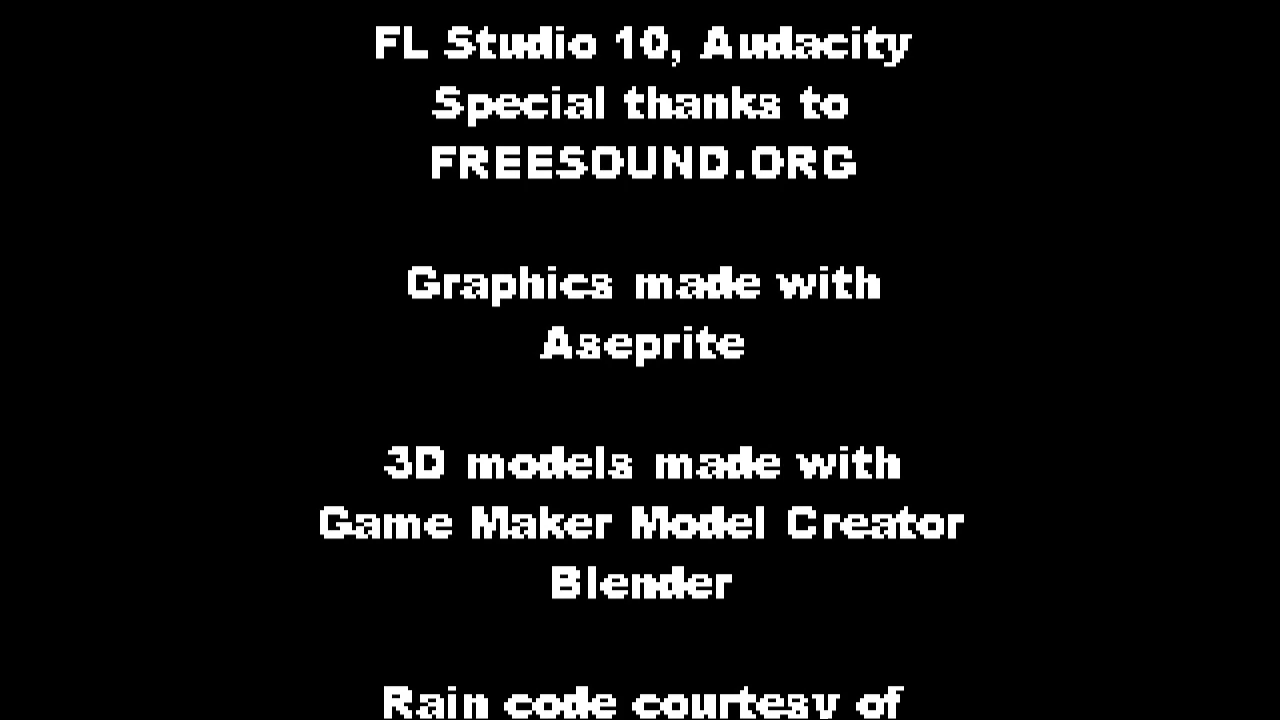 FL Studio 10, Audacity
Special thanks to
FREESOUND.ORG
Graphics made with
Aseprite
3D models made with
Game Maker Model Creator
Blender
Rain code courtesy of